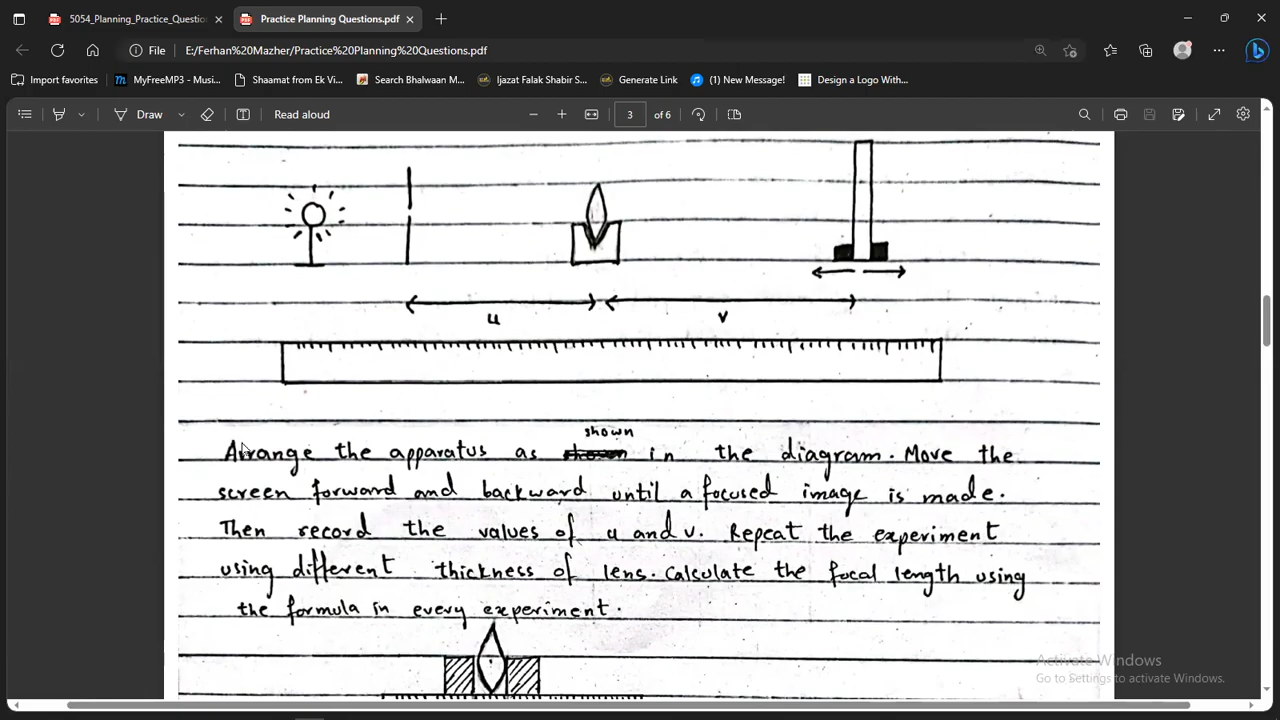 5054_Planning_Practice_Questio
Practice Planning Questions.pdf
File
E:/Ferhan%20Mazher/Practice%20Planning%20Questions.pdf
Import favorites
MyFreeMP3 - Musi...
Shaamat from Ek Vi...
Search Bhalwaan M...
Ijazat Falak Shabir S...
Generate Link
(1) New Message!
Design a Logo With...
Draw
Read aloud
3
of 6
u
v
shown
Arrange the apparatus as in the diagram. Move the
screen forward and backward until a focused image is made.
Then record the values of u and v. Repeat the experiment
using different thickness of lens. Calculate the focal length using
the formula in every experiment.
Activate Windows
Go to Settings to activate Windows.